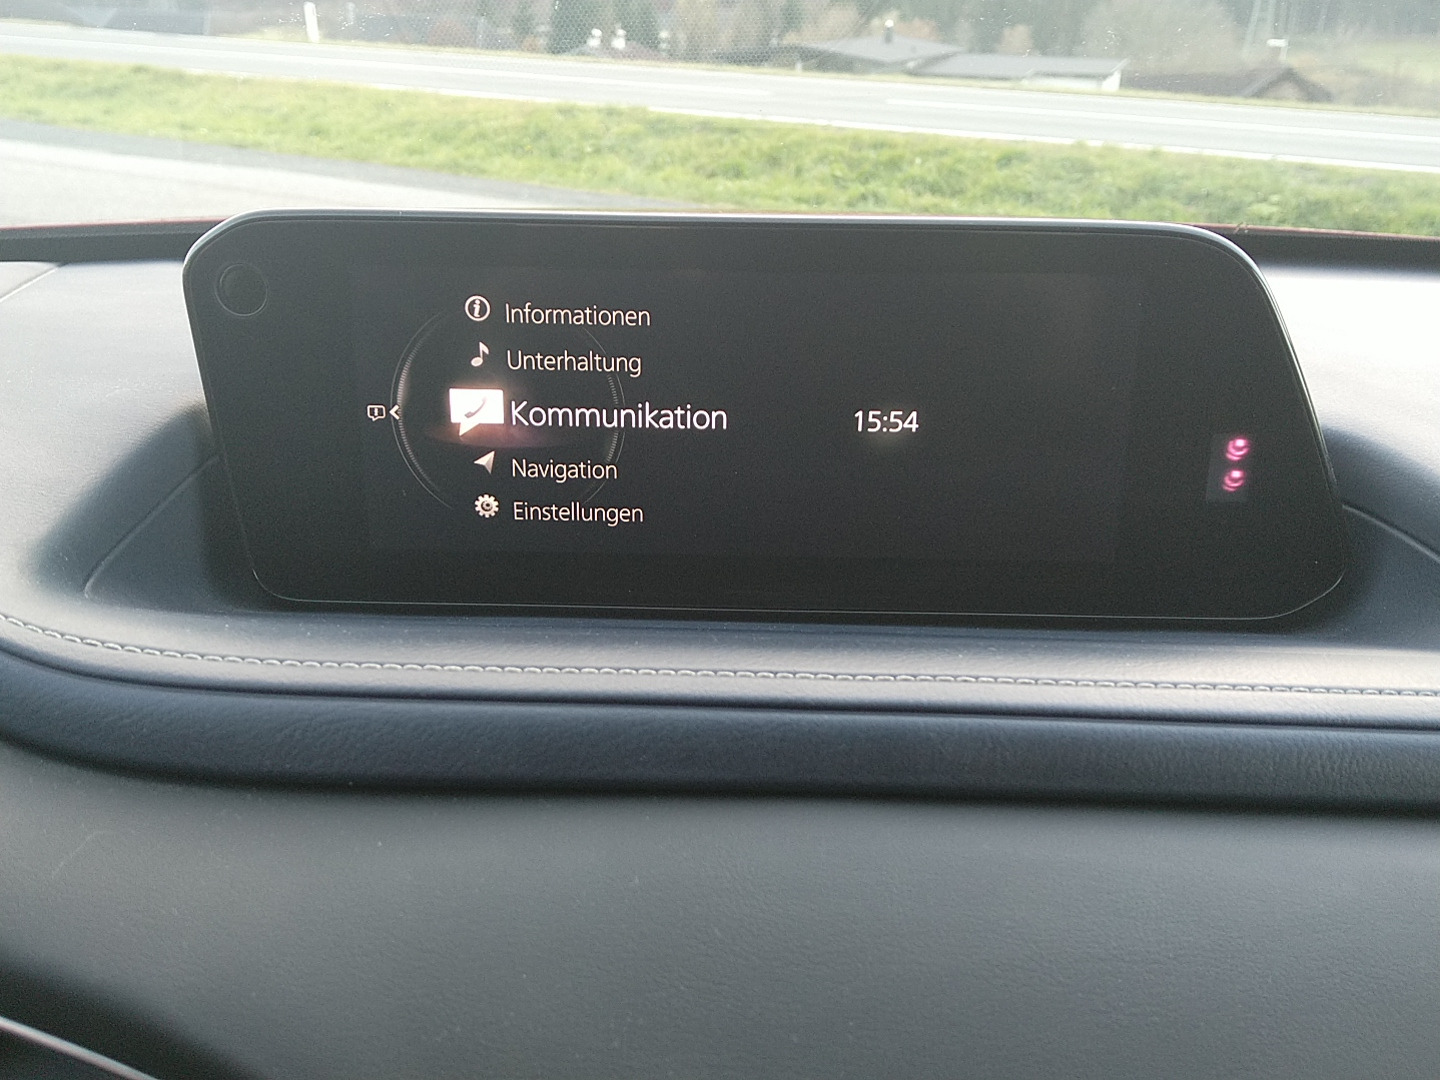 Informationen
Unterhaltung
Kommunikation
15:54
Navigation
Einstellungen